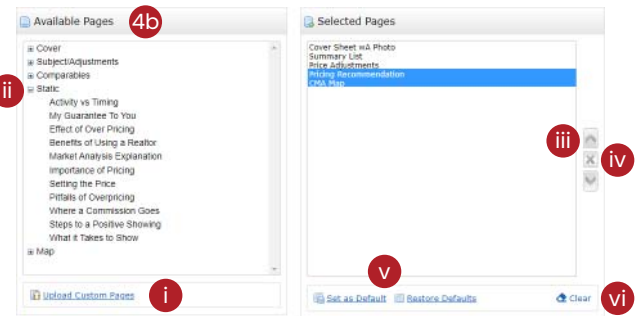 Available Pages 4b
Cover
Subject/Adjustments
Comparables
ii Static
Activity vs Timing
My Guarantee To You
Effect of Over Pricing
Benefits of Using a Realtor
Market Analysis Explanation
Importance of Pricing
Setting the Price
Pitfalls of Overpricing
Where a Commission Goes
Steps to a Positive Showing
What it Takes to Show
Map
Upload Custom Pages i
Selected Pages
Cover Sheet wA Photo
Summary List
Price Adjustments
Pricing Recommendation
CMA Map
iii
iv
v
Set as Default Restore Defaults Clear vi